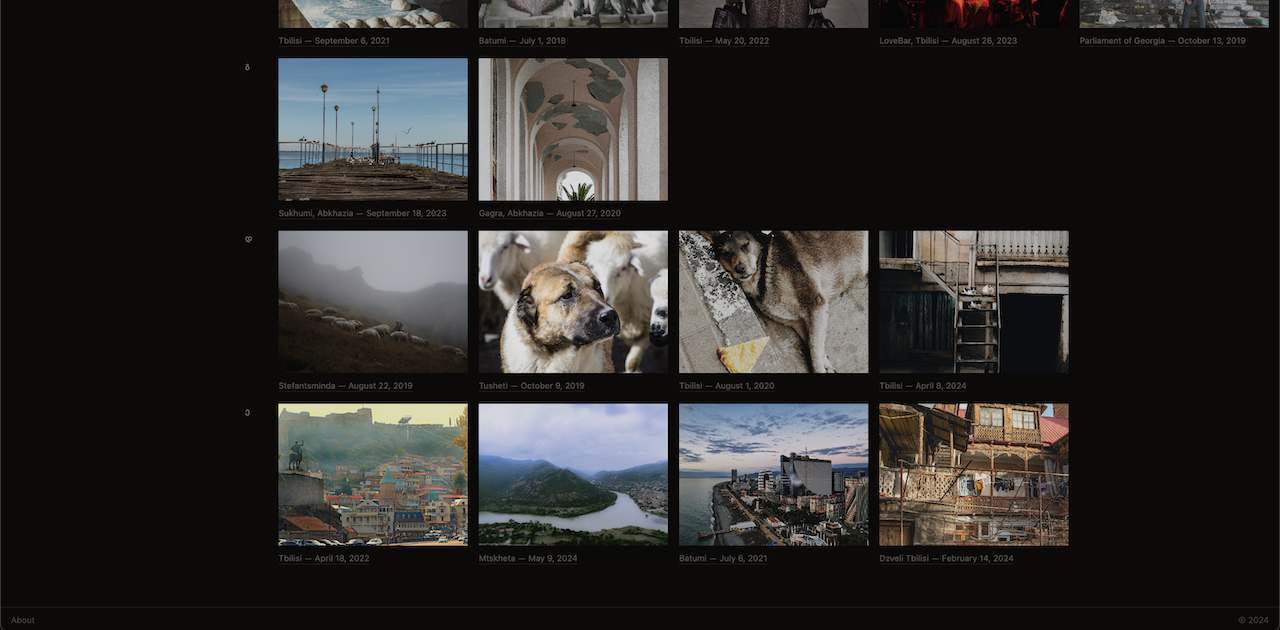 Tbilisi — September 6, 2021
Batumi — July 1, 2018
Tbilisi — May 20, 2022
LoveBar, Tbilisi — August 26, 2023
Parliament of Georgia — October 13, 2019
გ
Sukhumi, Abkhazia — September 18, 2023
Gagra, Abkhazia — August 27, 2020
დ
Stefantsminda — August 22, 2019
Tusheti — October 9, 2019
Tbilisi — August 1, 2020
Tbilisi — April 8, 2024
ე
Tbilisi — April 18, 2022
Mtskheta — May 9, 2024
Batumi — July 6, 2021
Dzveli Tbilisi — February 14, 2024
About
© 2024